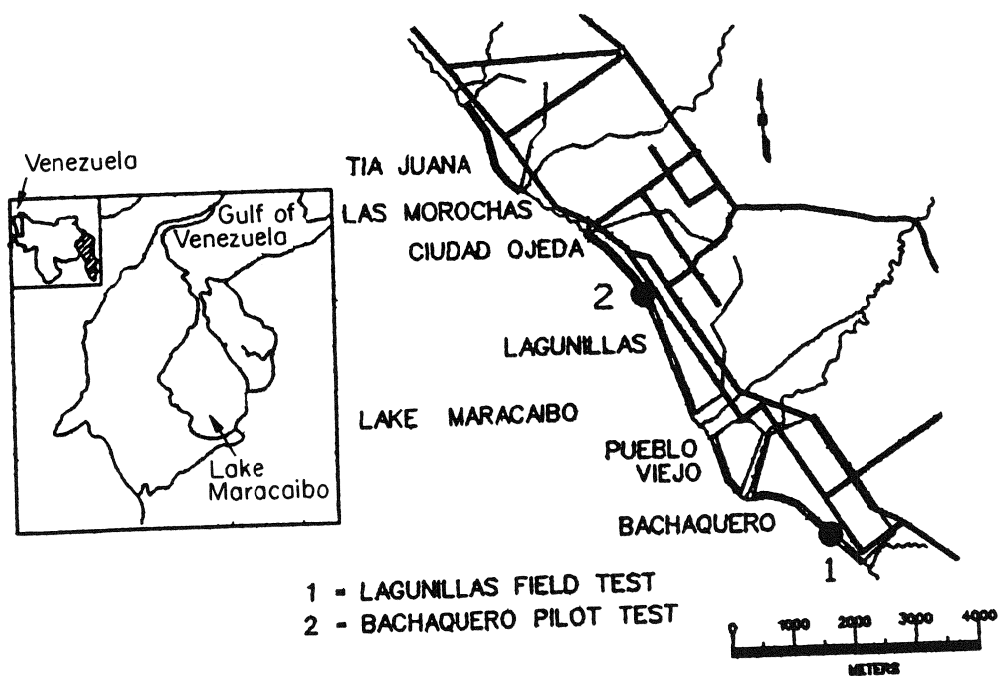 Venezuela
Gulf of
Venezuela
Lake
Maracaibo
TIA JUANA
LAS MOROCHAS
CIUDAD OJEDA
2
LAGUNILLAS
LAKE MARACAIBO
PUEBLO
VIEJO
BACHAQUERO
1
1 - LAGUNILLAS FIELD TEST
2 - BACHAQUERO PILOT TEST
0 1000 2000 3000 4000
METERS